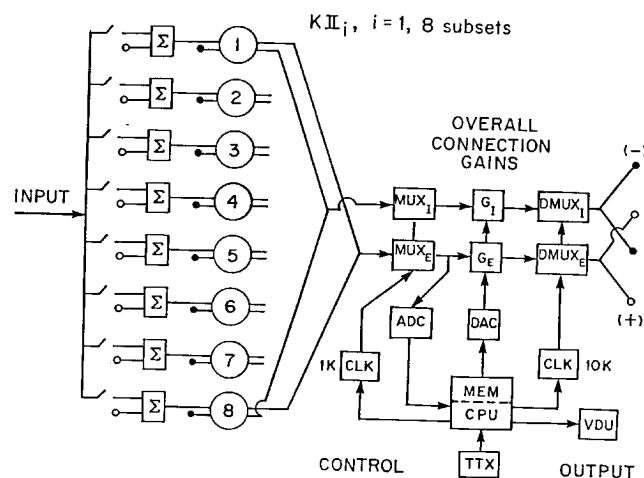 KII_i, i = 1, 8 subsets
Σ 1
Σ 2
Σ 3
Σ 4
Σ 5
Σ 6
Σ 7
Σ 8
INPUT
OVERALL
CONNECTION
GAINS
(-)
MUX_I G_I DMUX_I
MUX_E G_E DMUX_E
(+)
ADC DAC
1K CLK CLK 10K
MEM
CPU
VDU
TTX
CONTROL OUTPUT